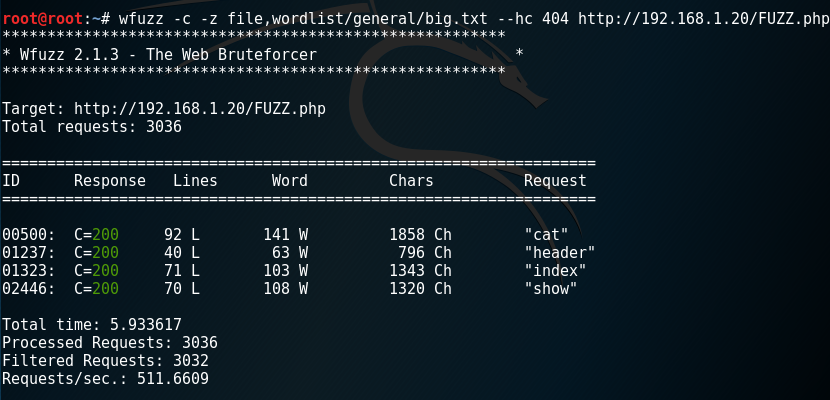 root@root:~# wfuzz -c -z file,wordlist/general/big.txt --hc 404 http://192.168.1.20/FUZZ.php
********************************************************
* Wfuzz 2.1.3 - The Web Bruteforcer                      *
********************************************************
Target: http://192.168.1.20/FUZZ.php
Total requests: 3036
==================================================================
ID      Response   Lines      Word         Chars          Request
==================================================================
00500:  C=200     92 L       141 W         1858 Ch        "cat"
01237:  C=200     40 L        63 W          796 Ch        "header"
01323:  C=200     71 L       103 W         1343 Ch        "index"
02446:  C=200     70 L       108 W         1320 Ch        "show"
Total time: 5.933617
Processed Requests: 3036
Filtered Requests: 3032
Requests/sec.: 511.6609